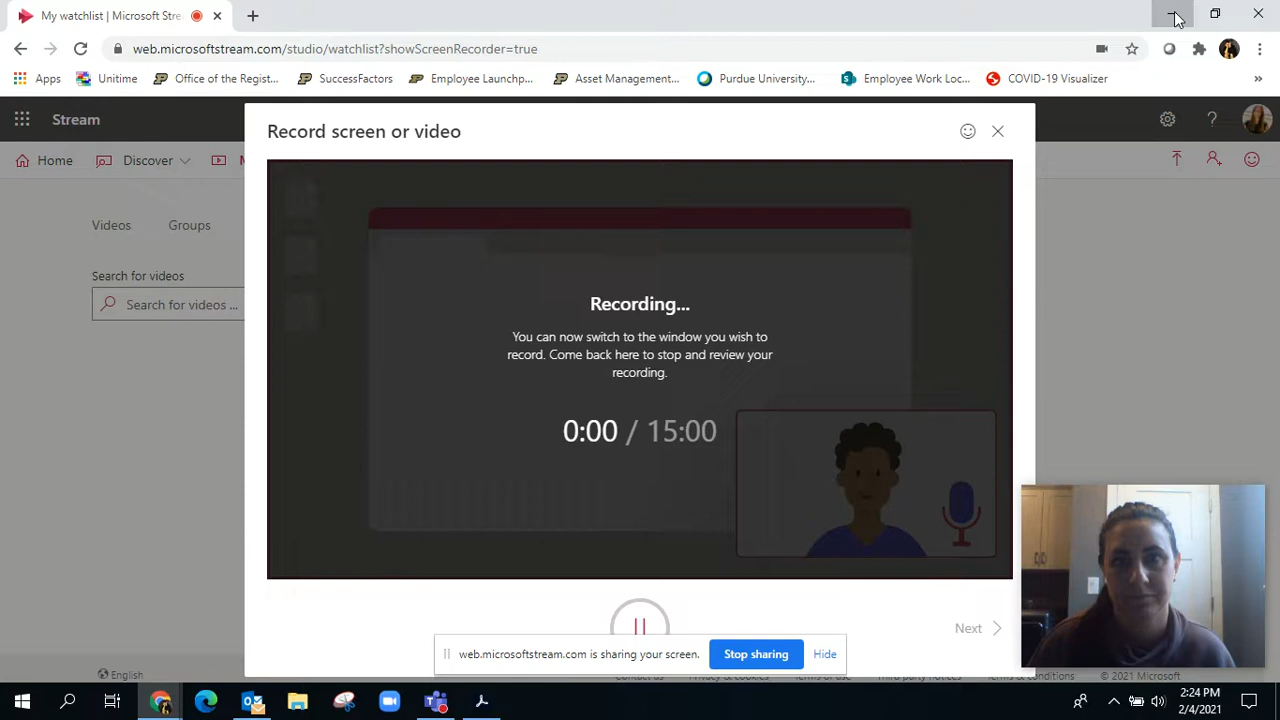 My watchlist | Microsoft Stre
web.microsoftstream.com/studio/watchlist?showScreenRecorder=true
Apps Unitime Office of the Regist... SuccessFactors Employee Launchp... Asset Management... Purdue University,... Employee Work Loc... COVID-19 Visualizer »
Stream
Record screen or video
Home Discover
Videos Groups
Search for videos
Search for videos ...
Recording...
You can now switch to the window you wish to
record. Come back here to stop and review your
recording.
0:00 / 15:00
Next
web.microsoftstream.com is sharing your screen. Stop sharing Hide
English © 2021 Microsoft
2:24 PM
2/4/2021